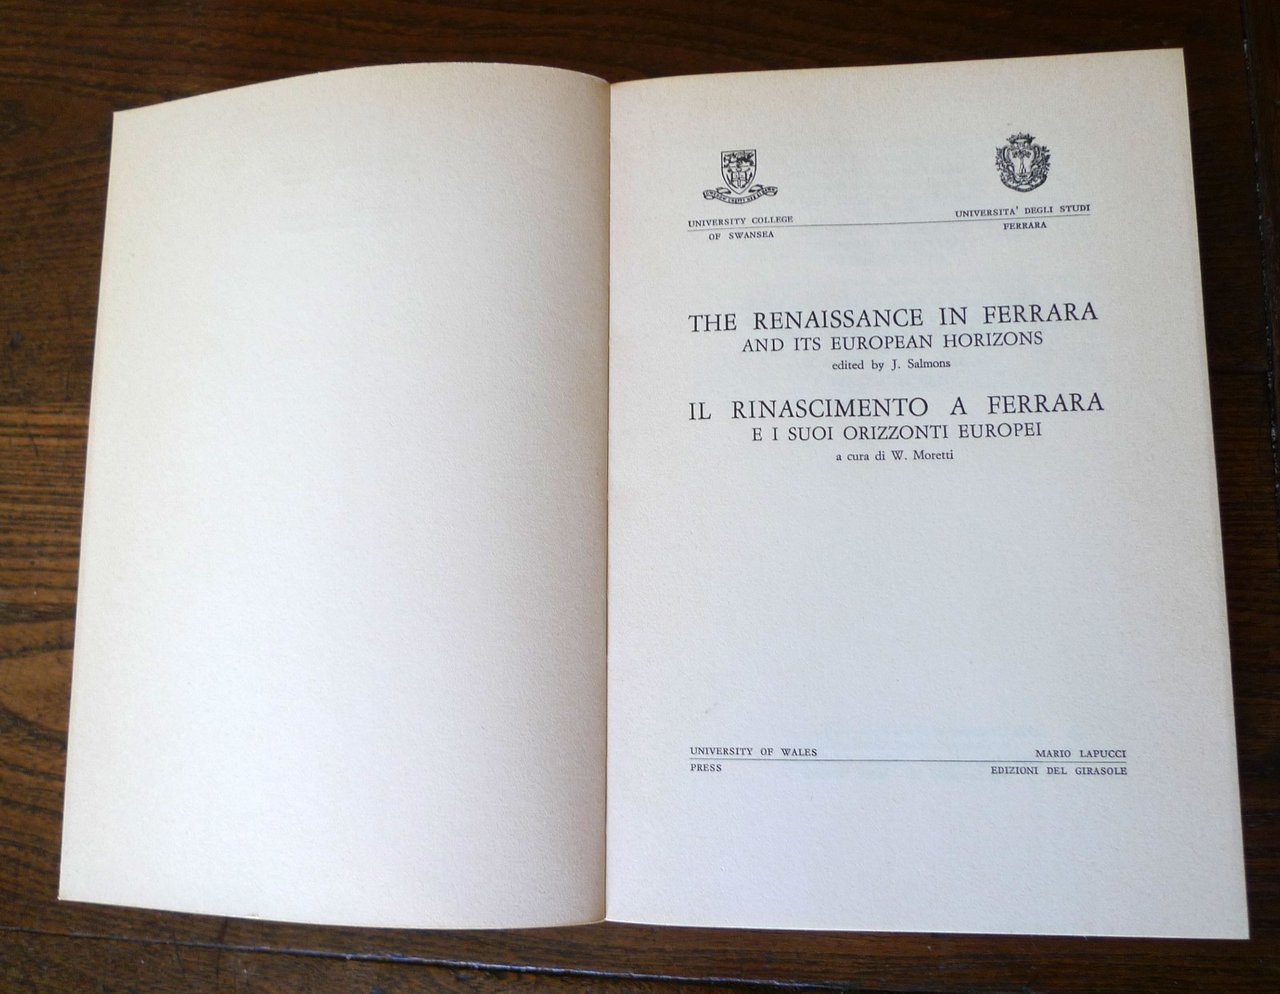 UNIVERSITY COLLEGE
OF SWANSEA
UNIVERSITA' DEGLI STUDI
FERRARA
THE RENAISSANCE IN FERRARA
AND ITS EUROPEAN HORIZONS
edited by J. Salmons
IL RINASCIMENTO A FERRARA
E I SUOI ORIZZONTI EUROPEI
a cura di W. Moretti
UNIVERSITY OF WALES
PRESS
MARIO LAPUCCI
EDIZIONI DEL GIRASOLE